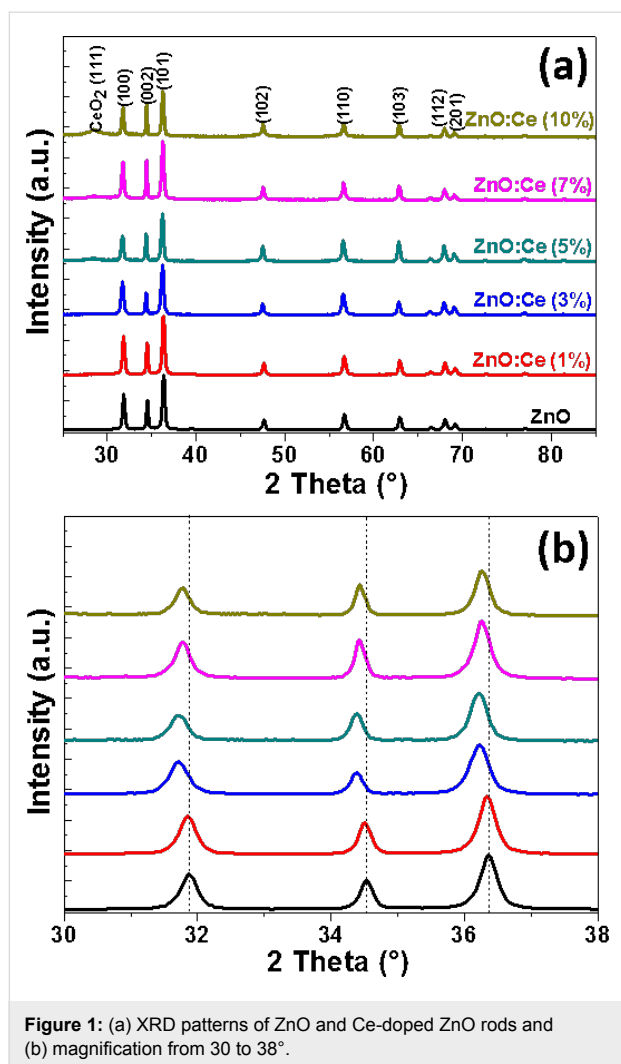 (a)
CeO2 (111)
(100)
(002)
(101)
(102)
(110)
(103)
(112)
(201)
ZnO:Ce (10%)
ZnO:Ce (7%)
ZnO:Ce (5%)
ZnO:Ce (3%)
ZnO:Ce (1%)
ZnO
Intensity (a.u.)
30 40 50 60 70 80
2 Theta (°)
(b)
Intensity (a.u.)
30 32 34 36 38
2 Theta (°)
Figure 1: (a) XRD patterns of ZnO and Ce-doped ZnO rods and
(b) magnification from 30 to 38°.